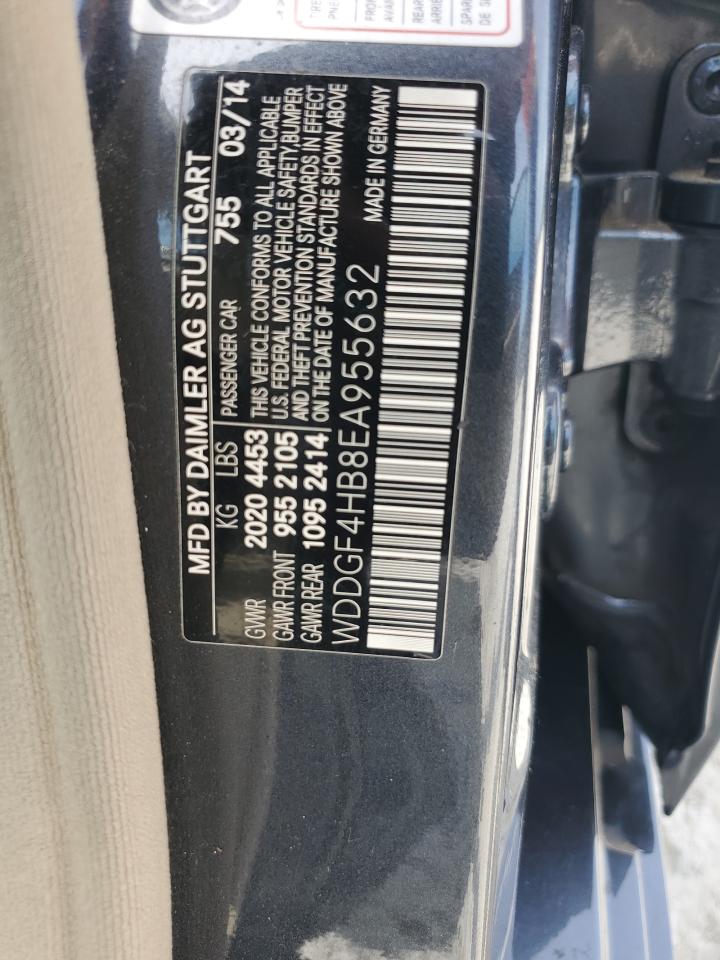 MFD BY DAIMLER AG STUTTGART
KG LBS PASSENGER CAR 755 03/14
GVWR 2020 4453 THIS VEHICLE CONFORMS TO ALL APPLICABLE
GAWR FRONT 955 2105 U.S. FEDERAL MOTOR VEHICLE SAFETY, BUMPER
GAWR REAR 1095 2414 AND THEFT PREVENTION STANDARDS IN EFFECT
ON THE DATE OF MANUFACTURE SHOWN ABOVE
WDDGF4HB8EA955632 MADE IN GERMANY
FRONT
REAR